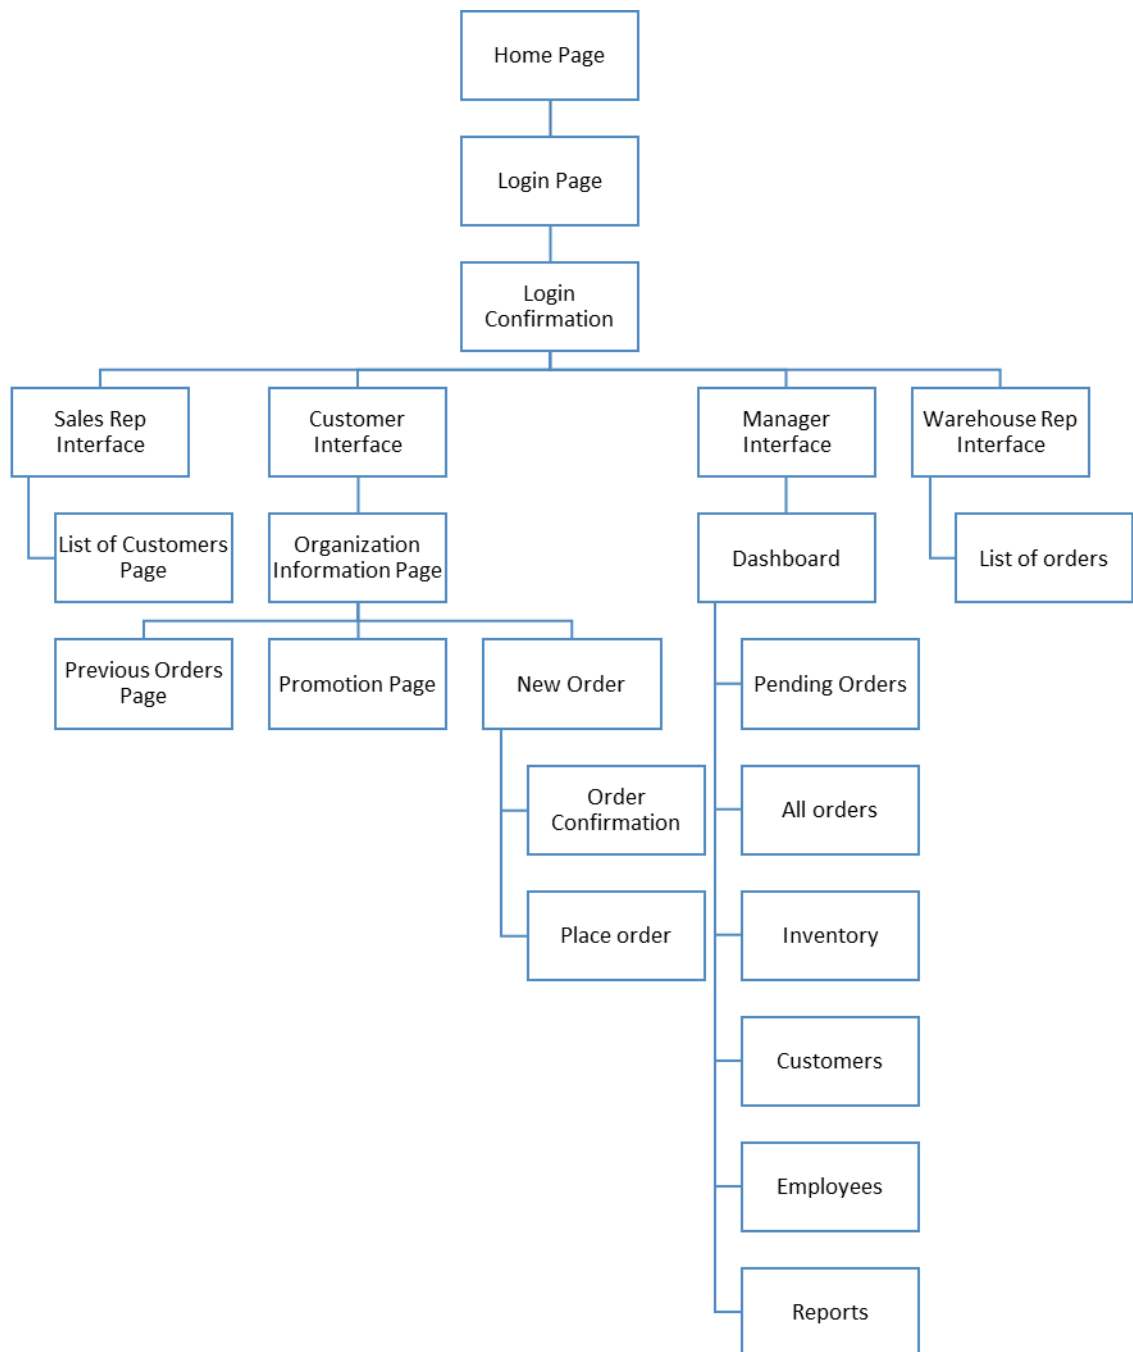 Home Page
Login Page
Login
Confirmation
Sales Rep
Interface
Customer
Interface
Manager
Interface
Warehouse Rep
Interface
List of Customers
Page
Organization
Information Page
Dashboard
List of orders
Previous Orders
Page
Promotion Page
New Order
Pending Orders
Order
Confirmation
All orders
Place order
Inventory
Customers
Employees
Reports